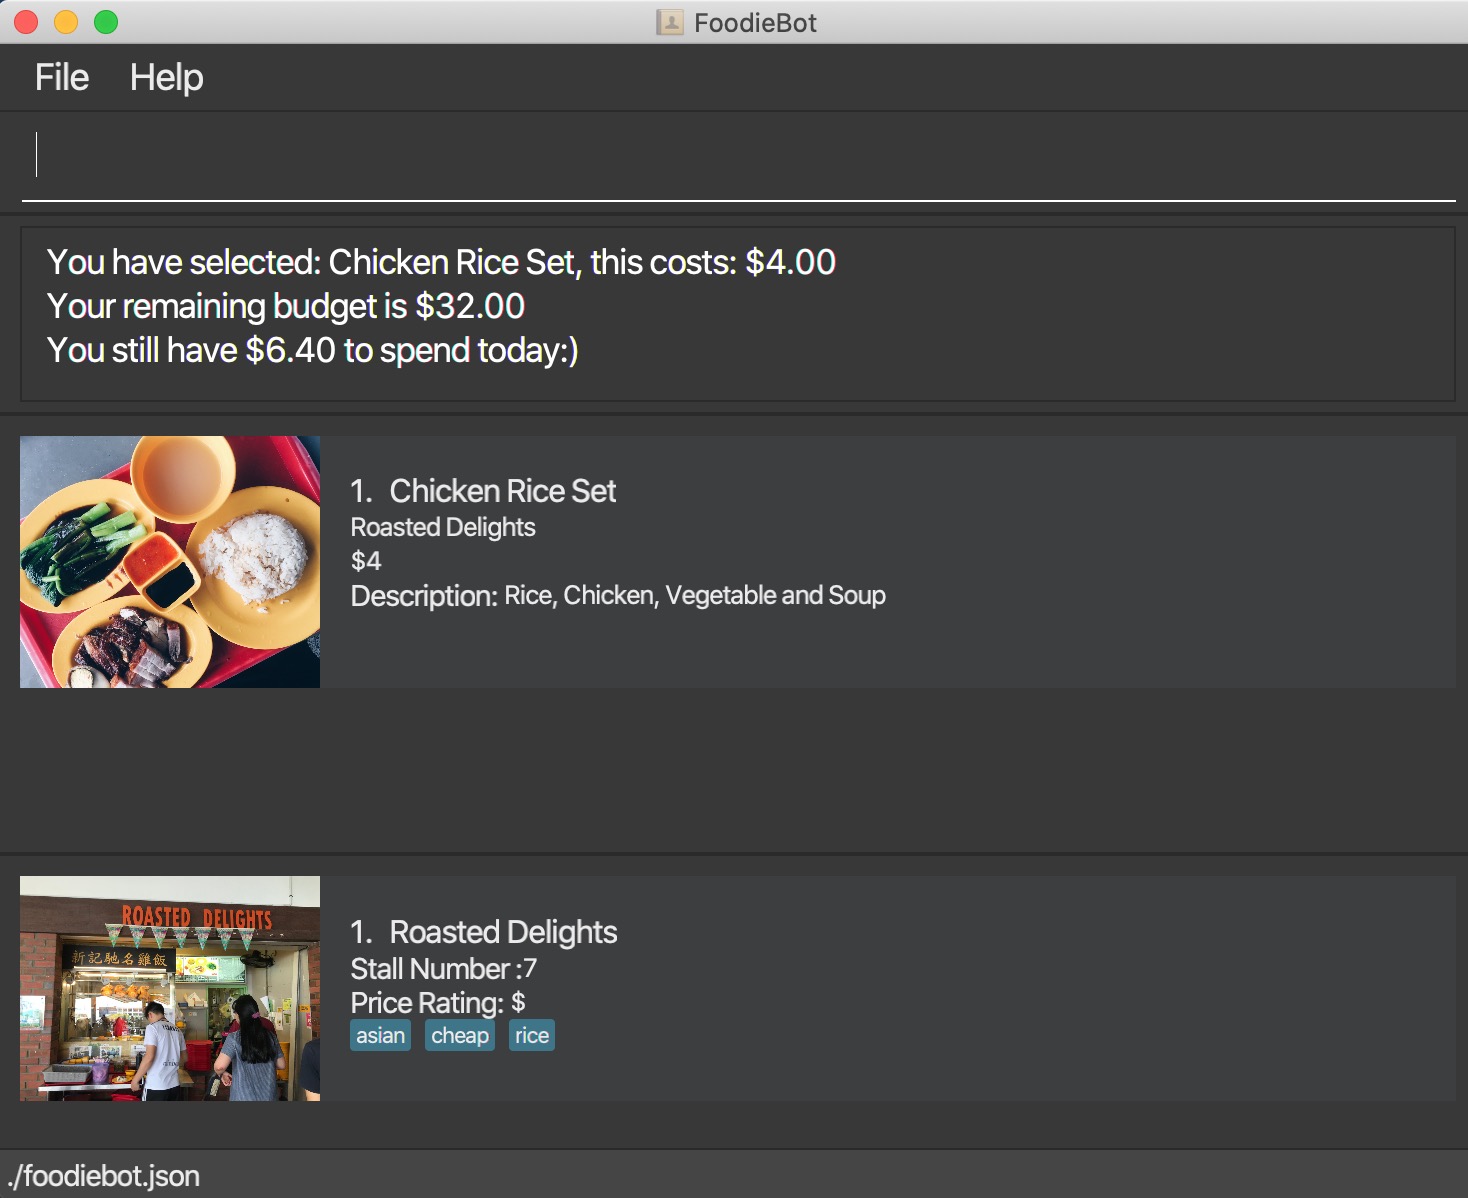 FoodieBot
File Help
You have selected: Chicken Rice Set, this costs: $4.00
Your remaining budget is $32.00
You still have $6.40 to spend today:)
1. Chicken Rice Set
Roasted Delights
$4
Description: Rice, Chicken, Vegetable and Soup
ROASTED DELIGHTS
新記馳名雞飯
1. Roasted Delights
Stall Number :7
Price Rating: $
asian cheap rice
./foodiebot.json